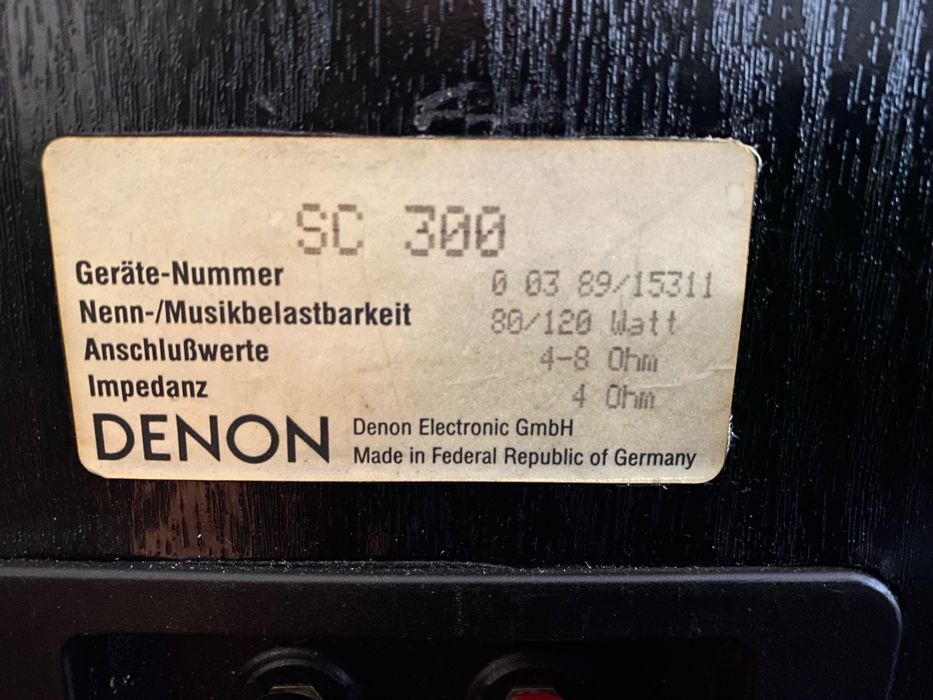 SC 300
Geräte-Nummer 0 03 89/15311
Nenn-/Musikbelastbarkeit 80/120 Watt
Anschlußwerte 4-8 Ohm
Impedanz 4 Ohm
DENON Denon Electronic GmbH
Made in Federal Republic of Germany